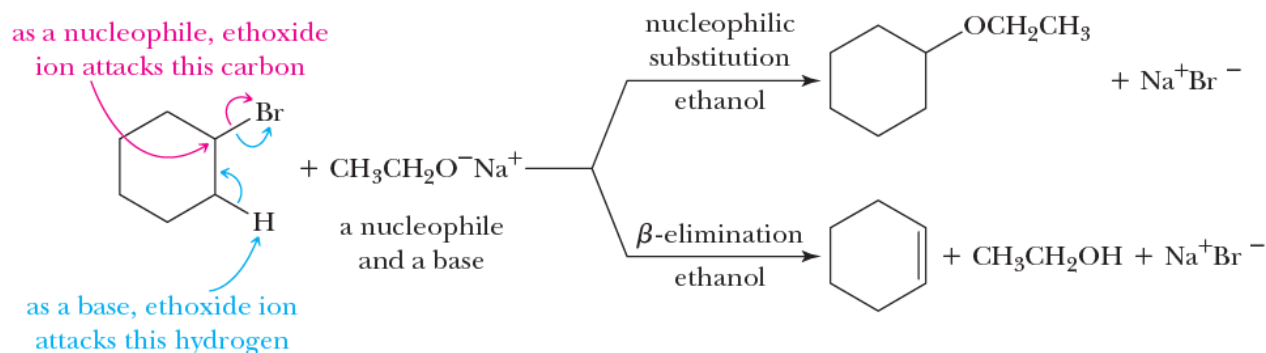 as a nucleophile, ethoxide
ion attacks this carbon
Br
H
as a base, ethoxide ion
attacks this hydrogen
+ CH₃CH₂O⁻Na⁺
a nucleophile
and a base
nucleophilic
substitution
ethanol
OCH₂CH₃
+ Na⁺Br⁻
β-elimination
ethanol
+ CH₃CH₂OH + Na⁺Br⁻